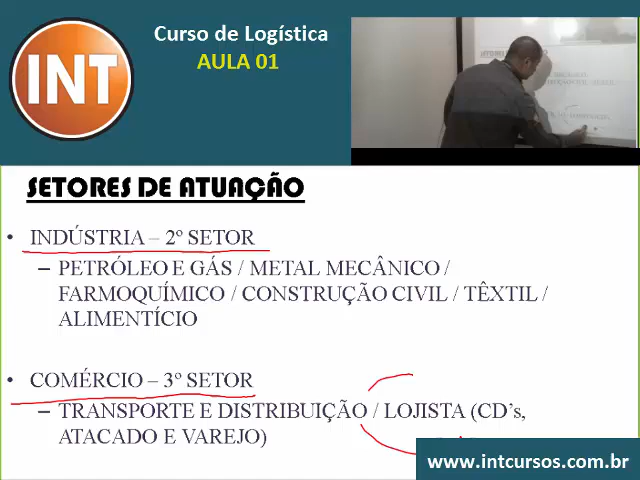 INT
Curso de Logística
AULA 01
SETORES DE ATUAÇÃO
• INDÚSTRIA – 2º SETOR
– PETRÓLEO E GÁS / METAL MECÂNICO /
FARMOQUÍMICO / CONSTRUÇÃO CIVIL / TÊXTIL /
ALIMENTÍCIO
• COMÉRCIO – 3º SETOR
– TRANSPORTE E DISTRIBUIÇÃO / LOJISTA (CD’s,
ATACADO E VAREJO)
www.intcursos.com.br